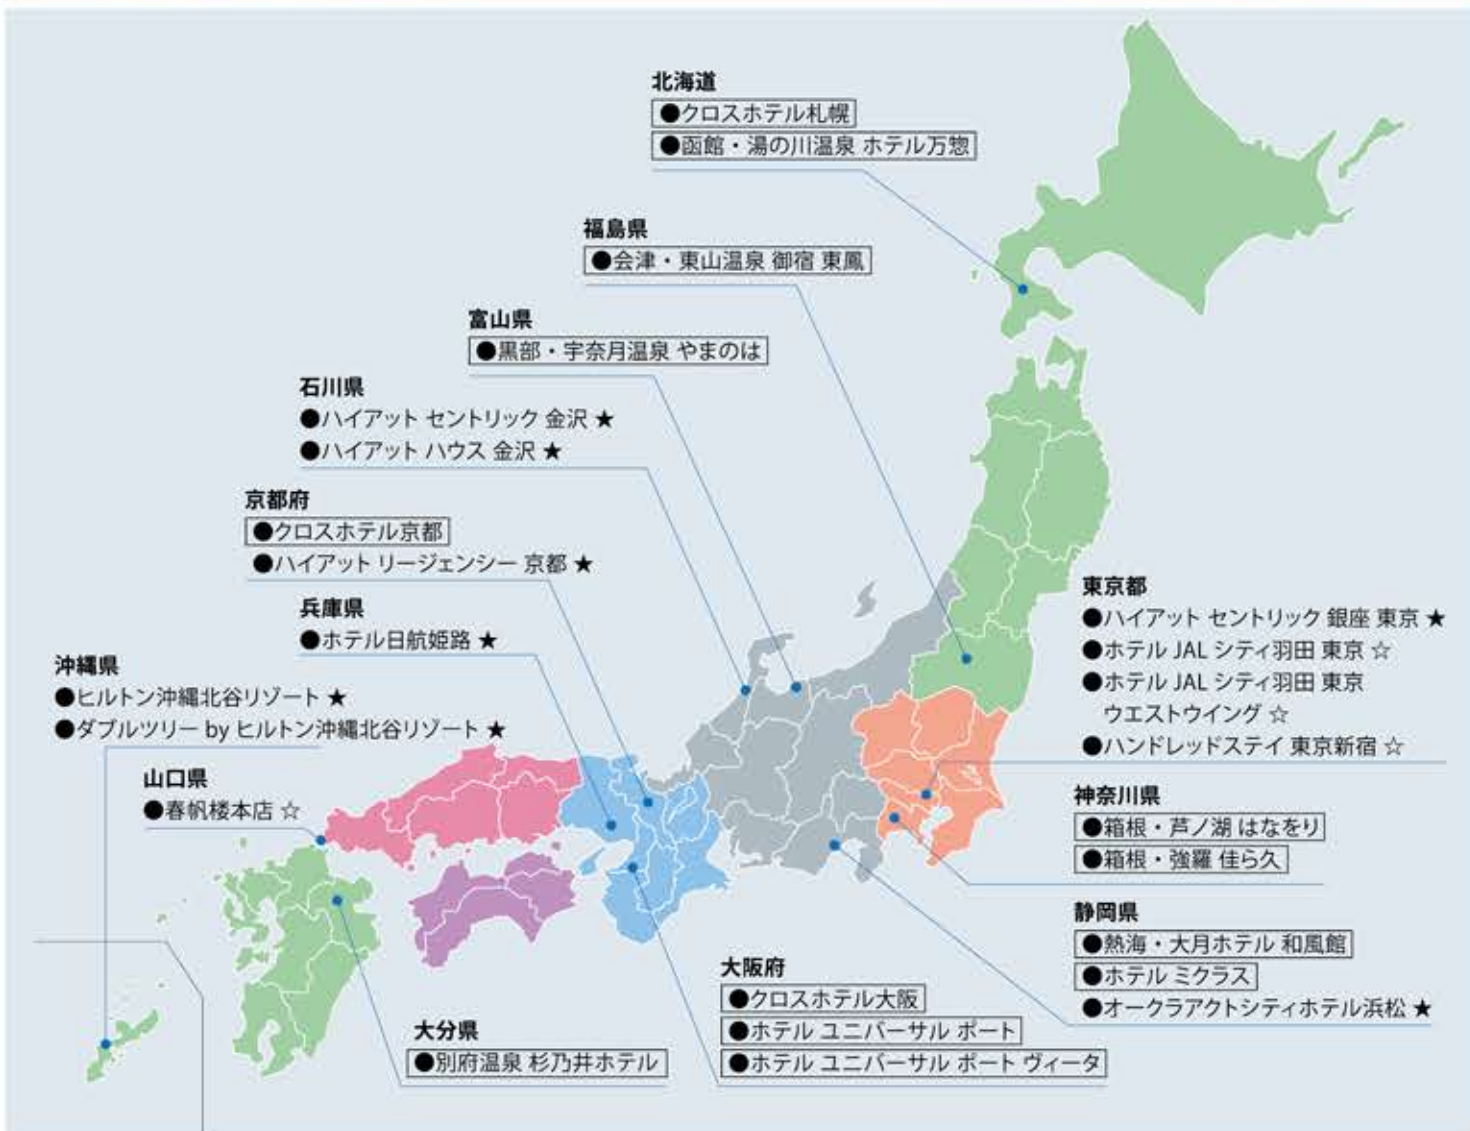 北海道
●クロスホテル札幌
●函館・湯の川温泉 ホテル万惣
福島県
●会津・東山温泉 御宿 東鳳
富山県
●黒部・宇奈月温泉 やまのは
石川県
●ハイアット セントリック 金沢 ★
●ハイアット ハウス 金沢 ★
京都府
●クロスホテル京都
●ハイアット リージェンシー 京都 ★
兵庫県
●ホテル日航姫路 ★
沖縄県
●ヒルトン沖縄北谷リゾート ★
●ダブルツリー by ヒルトン沖縄北谷リゾート ★
山口県
●春帆楼本店 ☆
東京都
●ハイアット セントリック 銀座 東京 ★
●ホテル JAL シティ羽田 東京 ☆
●ホテル JAL シティ羽田 東京
ウエストウイング ☆
●ハンドレッドステイ 東京新宿 ☆
神奈川県
●箱根・芦ノ湖 はなをり
●箱根・強羅 佳ら久
静岡県
●熱海・大月ホテル 和風館
●ホテル ミクラス
●オークラアクトシティホテル浜松 ★
大阪府
●クロスホテル大阪
●ホテル ユニバーサル ポート
●ホテル ユニバーサル ポート ヴィータ
大分県
●別府温泉 杉乃井ホテル